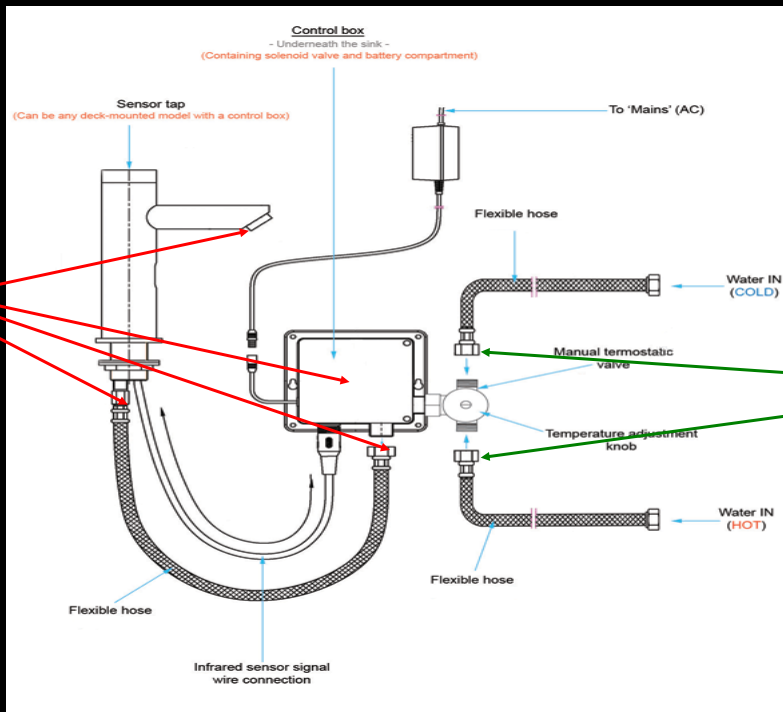 Control box
- Underneath the sink -
(Containing solenoid valve and battery compartment)
Sensor tap
(Can be any deck-mounted model with a control box)
To 'Mains' (AC)
Flexible hose
Water IN
(COLD)
Manual termostatic
valve
Temperature adjustment
knob
Water IN
(HOT)
Flexible hose
Flexible hose
Infrared sensor signal
wire connection